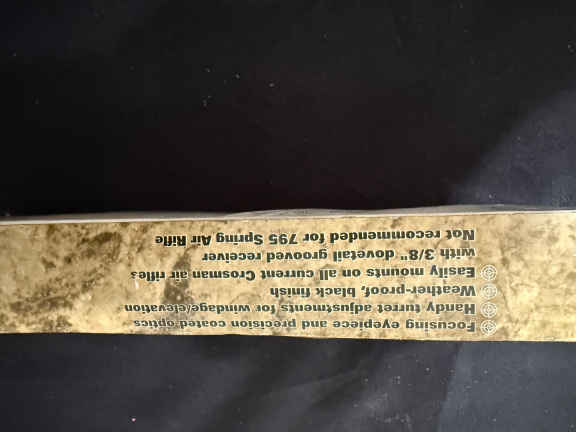 Focusing eyepiece and precision coated optics
Handy turret adjustments for windage/elevation
Weather-proof, black finish
Easily mounts on all current Crosman air rifles
with 3/8" dovetail grooved receiver
Not recommended for 795 Spring Air Rifle